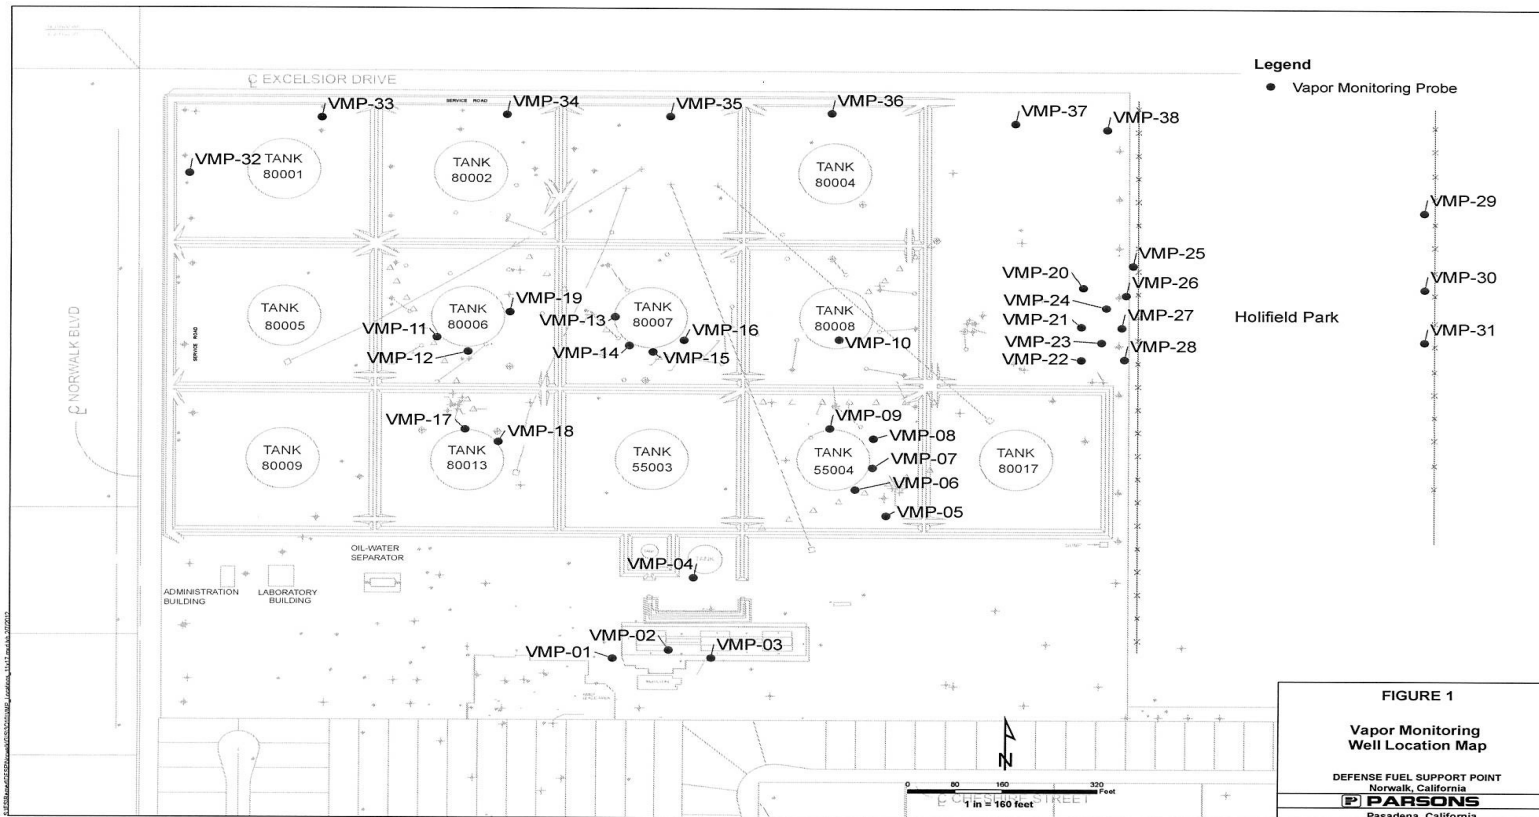 C EXCELSIOR DRIVE
L
Legend
Vapor Monitoring Probe
SERVICE ROAD
VMP-33
VMP-34
VMP-35
VMP-36
VMP-37
VMP-38
VMP-32
TANK
80001
TANK
80002
TANK
80004
VMP-29
VMP-25
VMP-20
VMP-26
VMP-30
VMP-24
VMP-19
VMP-13
VMP-21
VMP-27
Holifield Park
TANK
80005
TANK
80006
TANK
80007
TANK
80008
VMP-11
VMP-16
VMP-31
VMP-12
VMP-14
VMP-15
VMP-10
VMP-23
VMP-28
VMP-22
SERVICE ROAD
C NORWALK BLVD
L
VMP-17
VMP-18
VMP-09
VMP-08
VMP-07
VMP-06
VMP-05
TANK
80009
TANK
80013
TANK
55003
TANK
55004
TANK
80017
OIL-WATER
SEPARATOR
VMP-04
ADMINISTRATION
BUILDING
LABORATORY
BUILDING
VMP-02
VMP-01
VMP-03
N
0 80 160 320
Feet
1 in = 160 feet
C CHESHIRE STREET
L
FIGURE 1
Vapor Monitoring
Well Location Map
DEFENSE FUEL SUPPORT POINT
Norwalk, California
P PARSONS
Pasadena, California